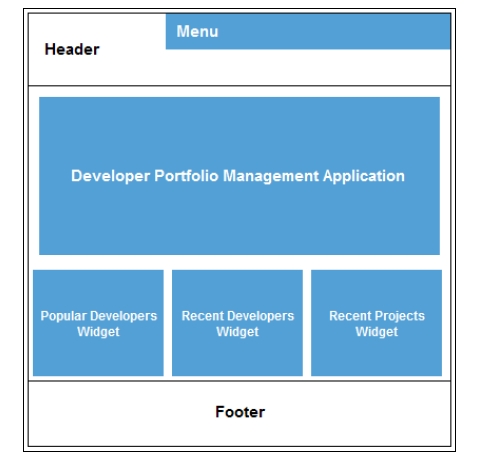 Menu
Header
Developer Portfolio Management Application
Popular Developers
Widget
Recent Developers
Widget
Recent Projects
Widget
Footer